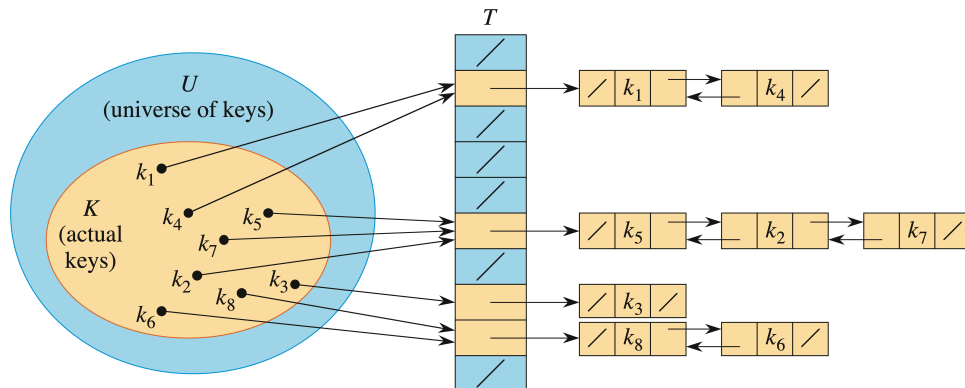 T
U
(universe of keys)
k1 k4
k1
K
(actual
keys)
k4 k5
k7
k5 k2 k7
k2 k3
k8
k6
k3
k8 k6